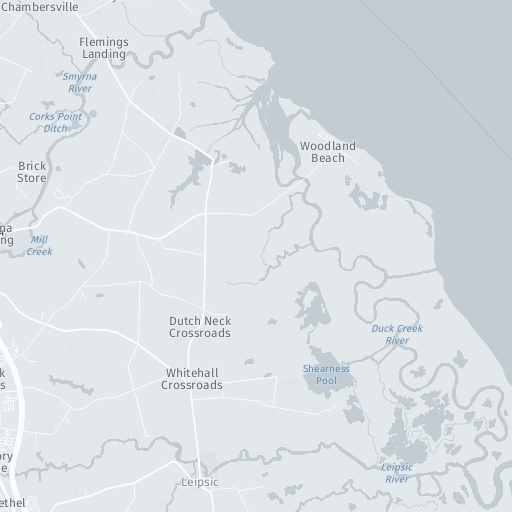 Chambersville
Flemings
Landing
Smyrna
River
Corks Point
Ditch
Woodland
Beach
Brick
Store
Mill
Creek
Dutch Neck
Crossroads
Duck Creek
River
Whitehall
Crossroads
Shearness
Pool
Leipsic
River
Leipsic